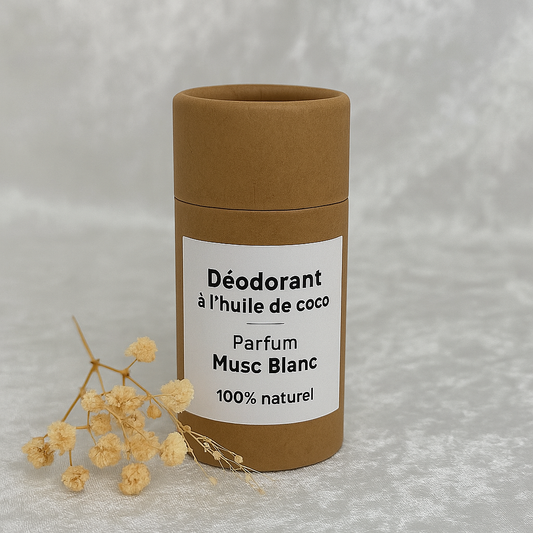 Déodorant
à l'huile de coco
Parfum
Musc Blanc
100% naturel